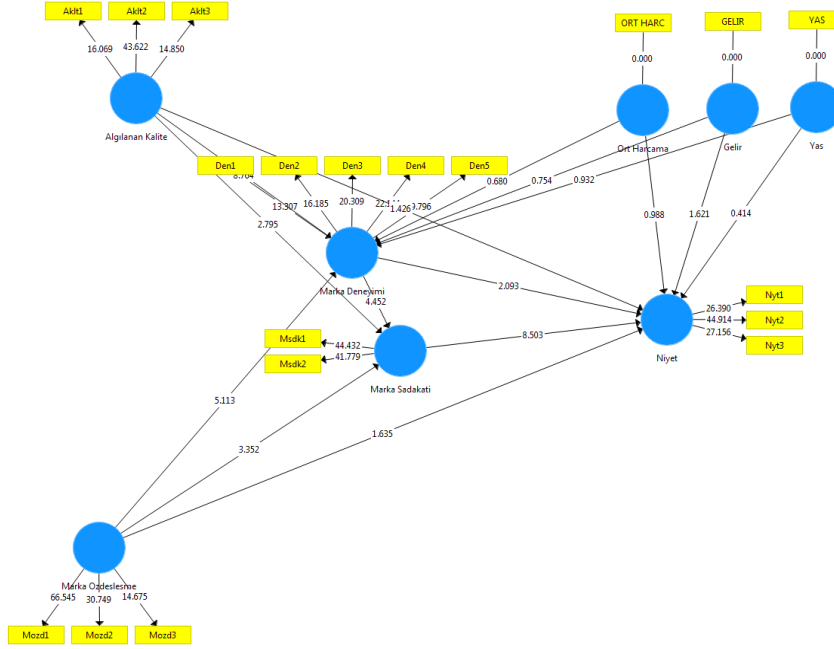 Aklt1
Aklt2
Aklt3
ORT HARC
GELIR
YAS
16.069
43.622
14.850
0.000
0.000
0.000
Algılanan Kalite
Ort Harcama
Gelir
Yas
Den1
Den2
Den3
Den4
Den5
8.764
13.307
16.185
20.309
1.426
0.680
0.754
0.932
2.795
0.988
1.621
0.414
Marka Deneyimi
2.093
4.452
Msdk1
Msdk2
44.432
41.779
8.503
Marka Sadakati
26.390
44.914
27.156
Nyt1
Nyt2
Nyt3
Niyet
5.113
3.352
1.635
Marka Ozdeslesme
66.545
30.749
14.675
Mozd1
Mozd2
Mozd3